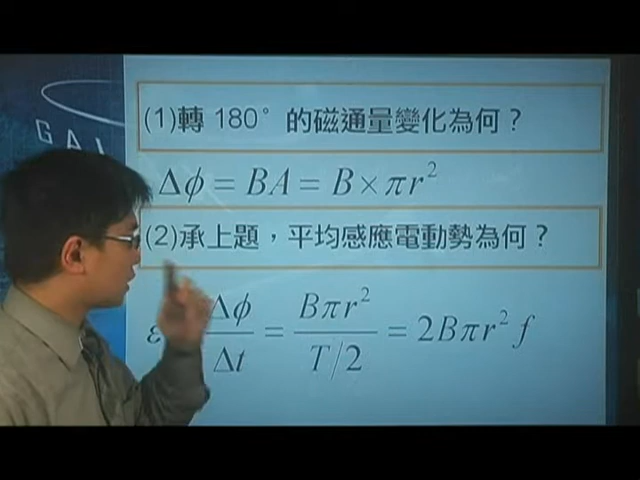 GAL
(1)轉 180° 的磁通量變化為何？
Δϕ = BA = B × πr²
(2)承上題，平均感應電動勢為何？
ε Δϕ/Δt = Bπr²/(T/2) = 2Bπr² f